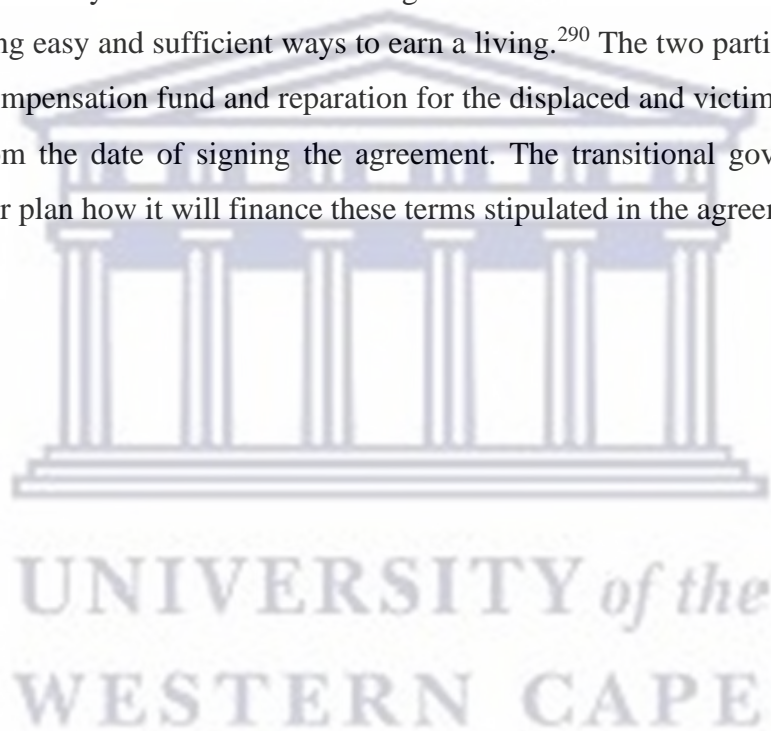 ng easy and sufficient ways to earn a living.290 The two parti
mpensation fund and reparation for the displaced and victim
om the date of signing the agreement. The transitional gov
r plan how it will finance these terms stipulated in the agreer
UNIVERSITY of the
WESTERN CAPE